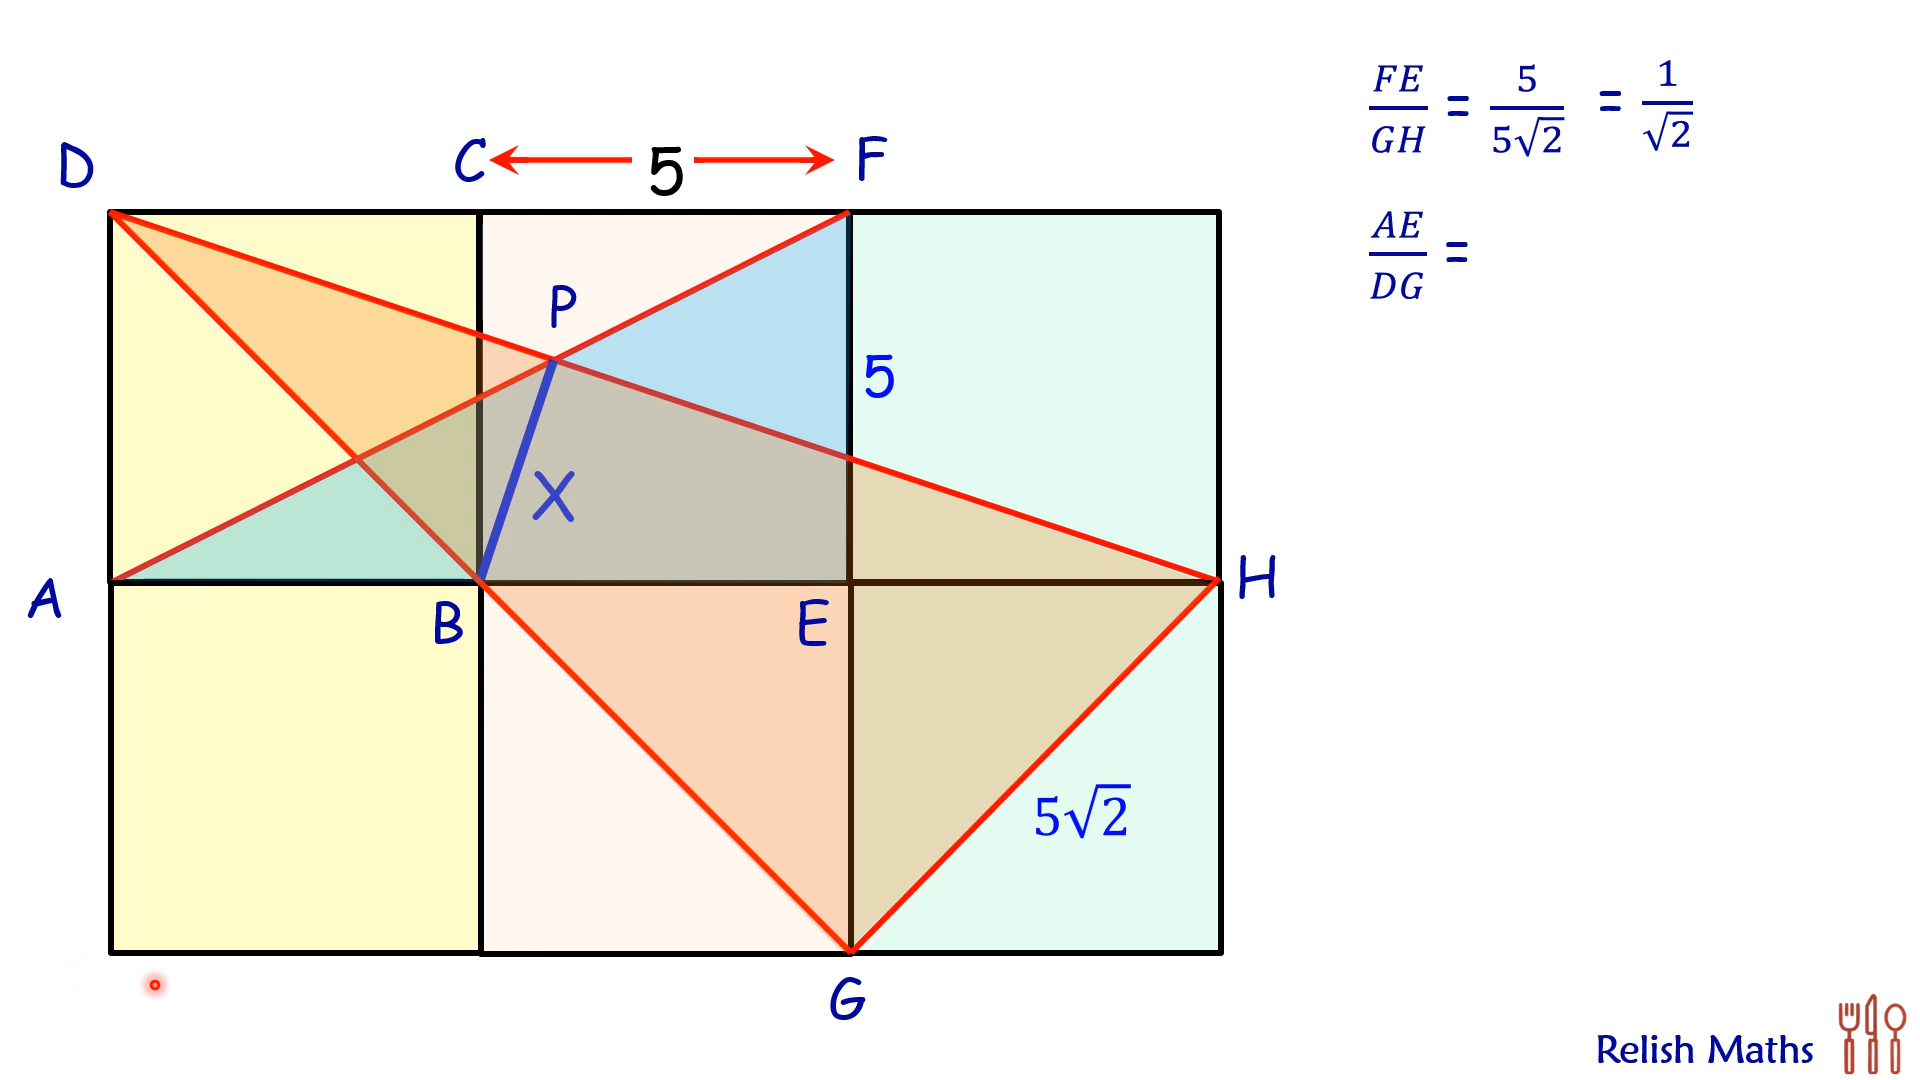 FE/GH = 5/5√2 = 1/√2
D
C
5
F
AE/DG =
P
5
X
A
B
E
H
5√2
G
Relish Maths